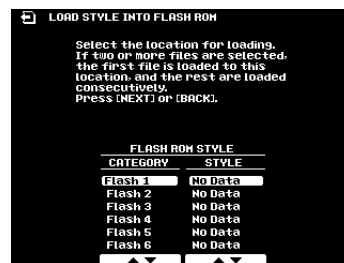 LOAD STYLE INTO FLASH ROM
Select the location for loading.
If two or more files are selected,
the first file is loaded to this
location, and the rest are loaded
consecutively.
Press [NEXT] or [BACK].
FLASH ROM STYLE
CATEGORY STYLE
Flash 1 No Data
Flash 2 No Data
Flash 3 No Data
Flash 4 No Data
Flash 5 No Data
Flash 6 No Data